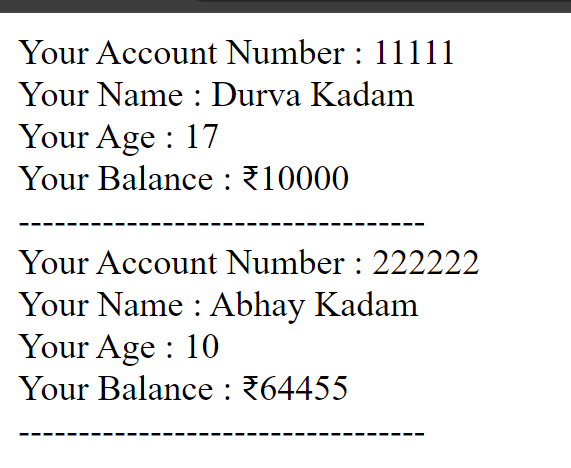 Your Account Number : 11111
Your Name : Durva Kadam
Your Age : 17
Your Balance : ₹10000
----------------------------------
Your Account Number : 222222
Your Name : Abhay Kadam
Your Age : 10
Your Balance : ₹64455
----------------------------------